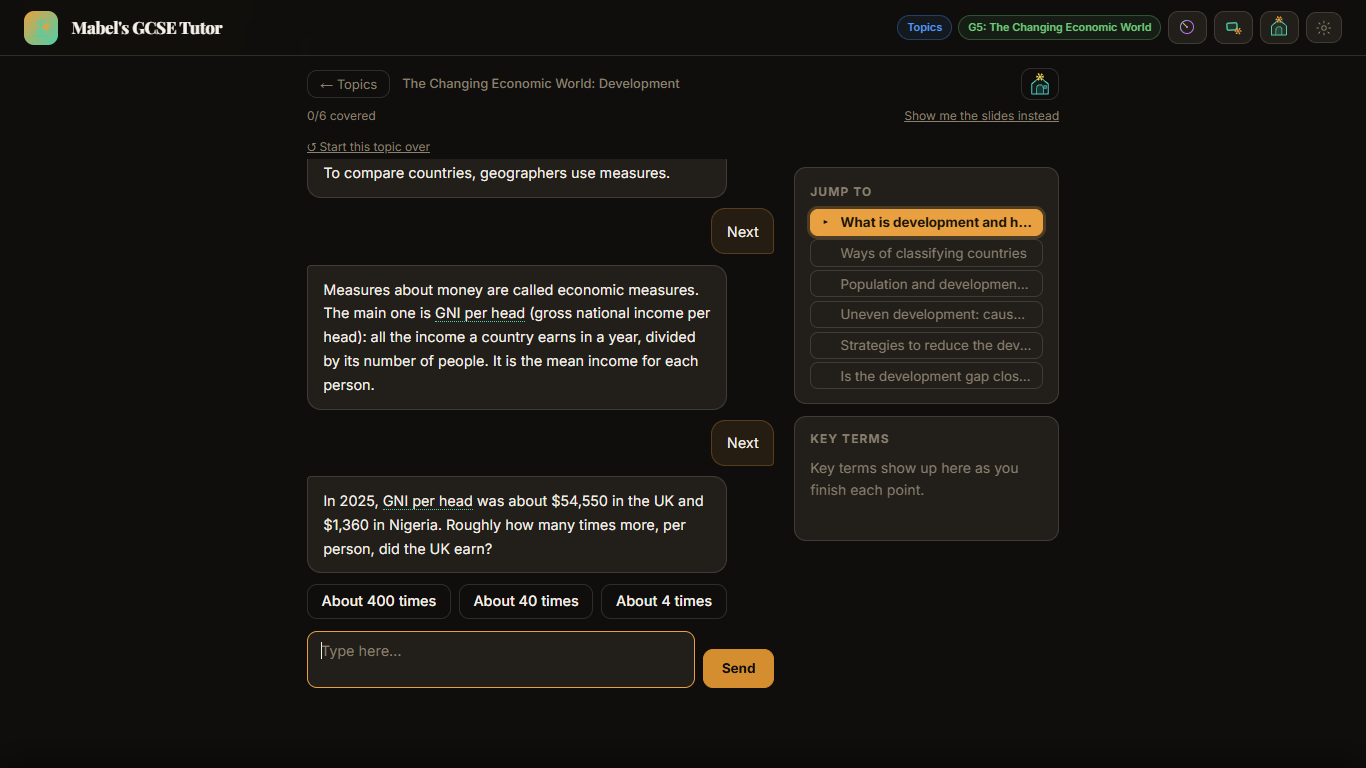 Mabel's GCSE Tutor
Topics
G5: The Changing Economic World
← Topics
The Changing Economic World: Development
0/6 covered
Show me the slides instead
↺ Start this topic over
To compare countries, geographers use measures.
Next
Measures about money are called economic measures.
The main one is GNI per head (gross national income per
head): all the income a country earns in a year, divided
by its number of people. It is the mean income for each
person.
Next
In 2025, GNI per head was about $54,550 in the UK and
$1,360 in Nigeria. Roughly how many times more, per
person, did the UK earn?
About 400 times
About 40 times
About 4 times
Type here...
Send
JUMP TO
What is development and h...
Ways of classifying countries
Population and developmen...
Uneven development: caus...
Strategies to reduce the dev...
Is the development gap clos...
KEY TERMS
Key terms show up here as you
finish each point.